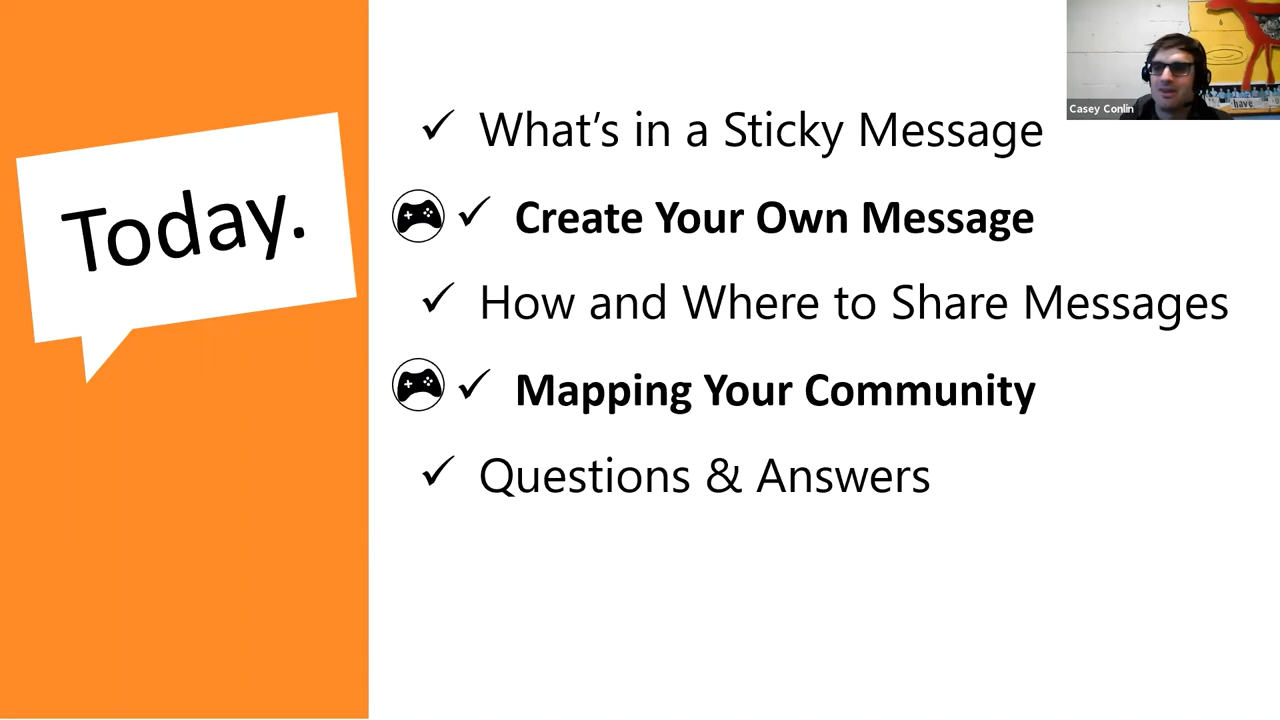 Today.
What's in a Sticky Message
Create Your Own Message
How and Where to Share Messages
Mapping Your Community
Questions & Answers
Casey Conlin
have